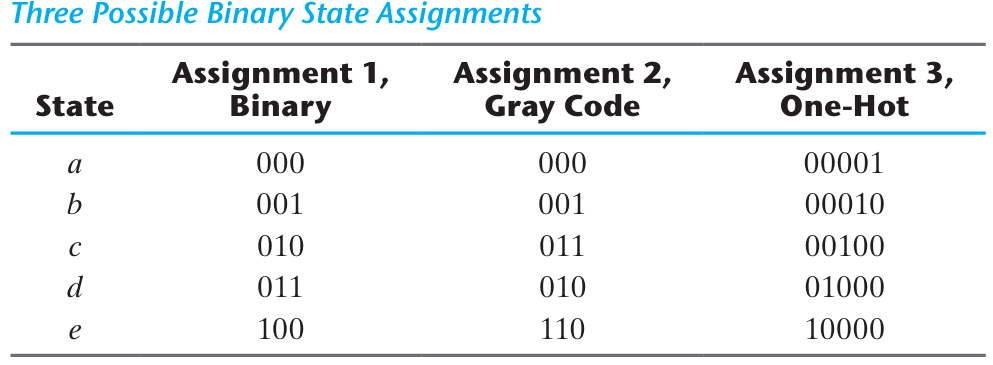 Three Possible Binary State Assignments
State Assignment 1, Binary Assignment 2, Gray Code Assignment 3, One-Hot
a 000 000 00001
b 001 001 00010
c 010 011 00100
d 011 010 01000
e 100 110 10000